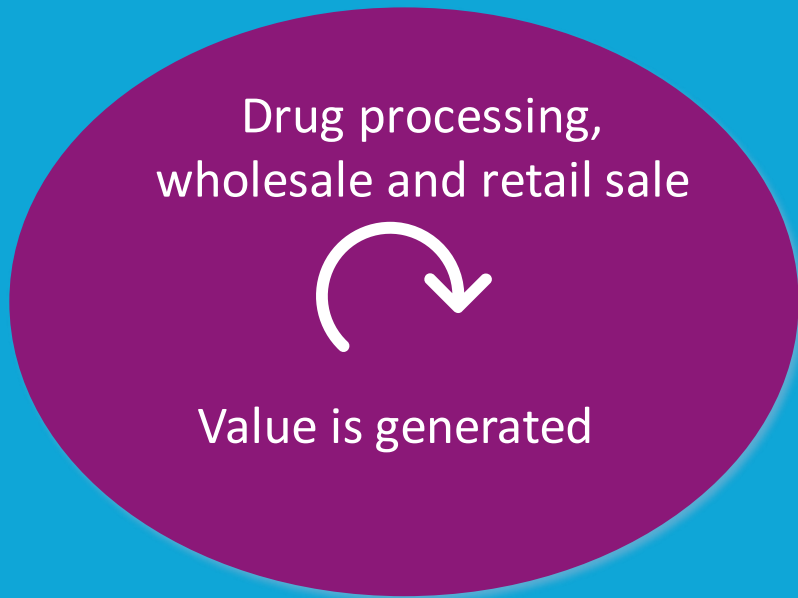 Drug processing,
wholesale and retail sale
Value is generated